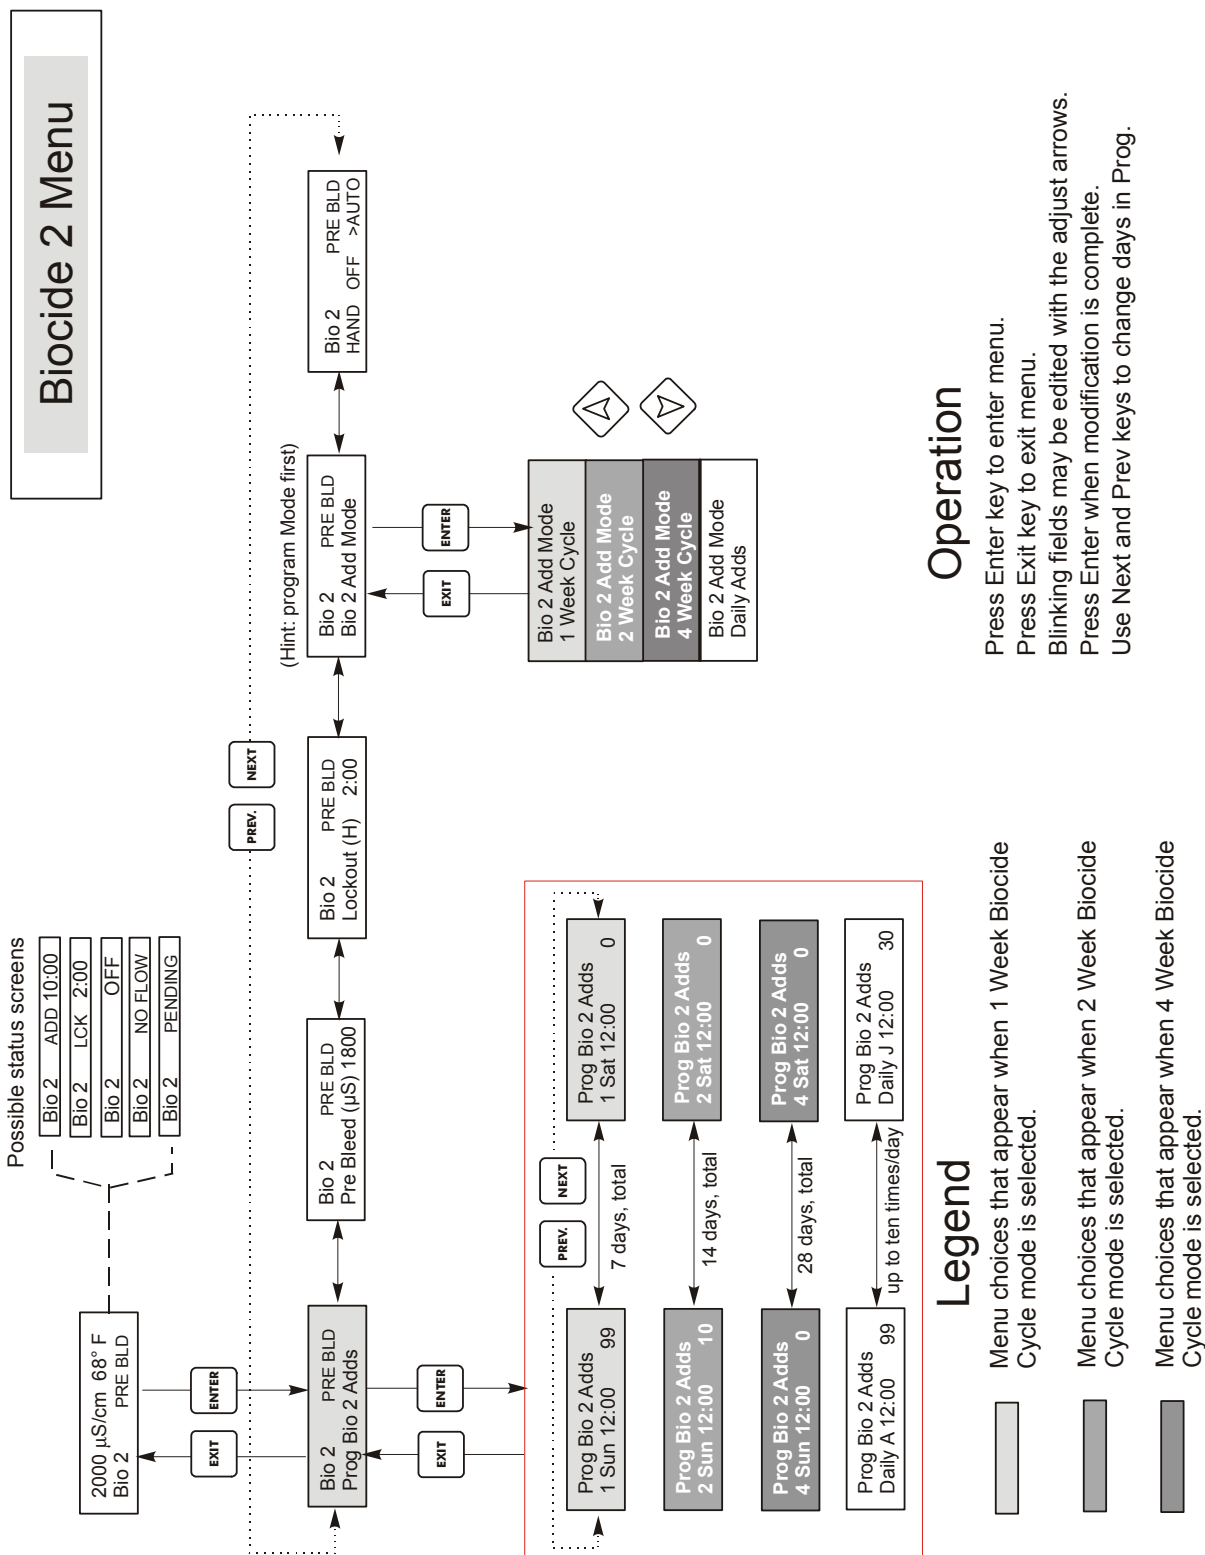 Biocide 2 Menu
Possible status screens
Bio 2 ADD 10:00
Bio 2 LCK 2:00
Bio 2 OFF
Bio 2 NO FLOW
Bio 2 PENDING
2000 µS/cm 68° F
Bio 2 PRE BLD
EXIT
ENTER
PREV.
NEXT
Bio 2 PRE BLD
Prog Bio 2 Adds
Bio 2 PRE BLD
Pre Bleed (µS) 1800
Bio 2 PRE BLD
Lockout (H) 2:00
(Hint: program Mode first)
Bio 2 PRE BLD
Bio 2 Add Mode
Bio 2 PRE BLD
HAND OFF >AUTO
EXIT
ENTER
EXIT
ENTER
Bio 2 Add Mode
1 Week Cycle
Bio 2 Add Mode
2 Week Cycle
Bio 2 Add Mode
4 Week Cycle
Bio 2 Add Mode
Daily Adds
PREV.
NEXT
Prog Bio 2 Adds
1 Sun 12:00 99
7 days, total
Prog Bio 2 Adds
1 Sat 12:00 0
Prog Bio 2 Adds
2 Sun 12:00 10
14 days, total
Prog Bio 2 Adds
2 Sat 12:00 0
Prog Bio 2 Adds
4 Sun 12:00 0
28 days, total
Prog Bio 2 Adds
4 Sat 12:00 0
Prog Bio 2 Adds
Daily A 12:00 99
up to ten times/day
Prog Bio 2 Adds
Daily J 12:00 30
Legend
Menu choices that appear when 1 Week Biocide
Cycle mode is selected.
Menu choices that appear when 2 Week Biocide
Cycle mode is selected.
Menu choices that appear when 4 Week Biocide
Cycle mode is selected.
Operation
Press Enter key to enter menu.
Press Exit key to exit menu.
Blinking fields may be edited with the adjust arrows.
Press Enter when modification is complete.
Use Next and Prev keys to change days in Prog.